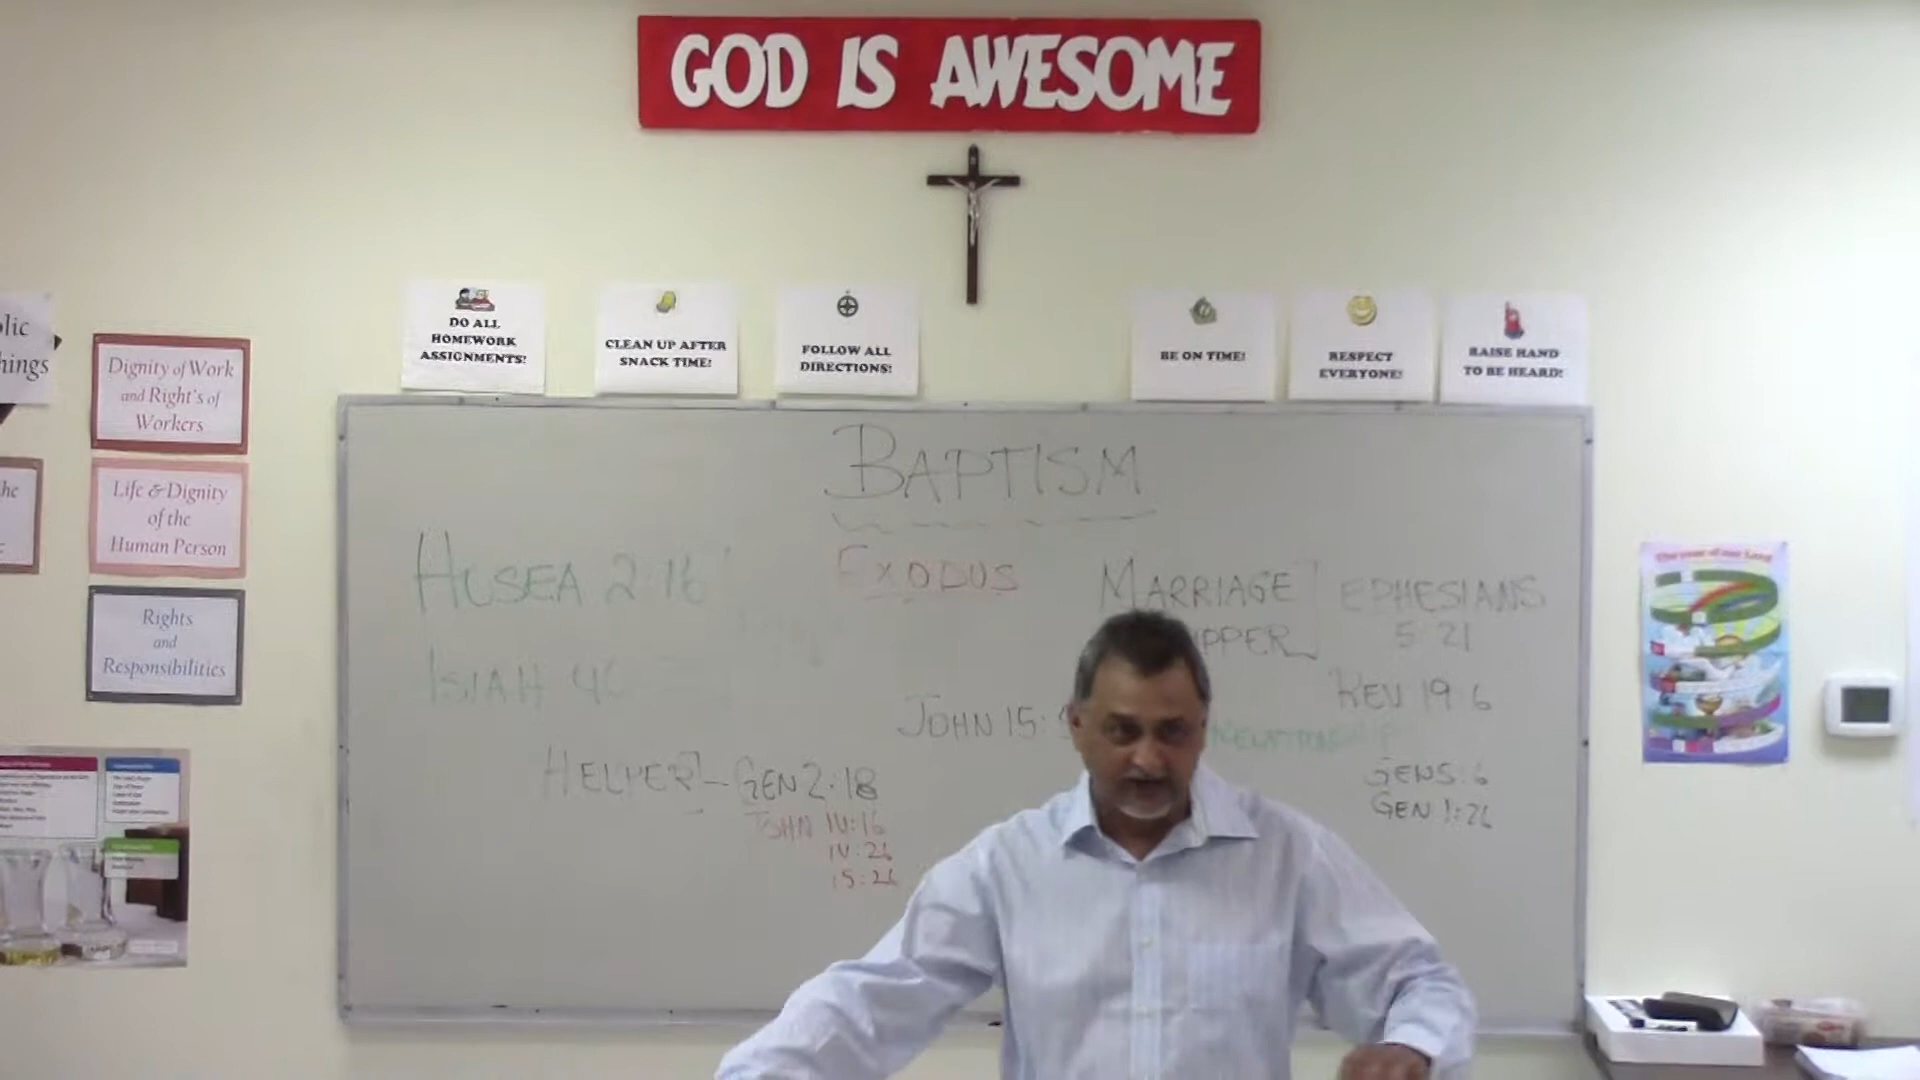 GOD IS AWESOME
DO ALL
HOMEWORK
ASSIGNMENTS!
CLEAN UP AFTER
SNACK TIME!
FOLLOW ALL
DIRECTIONS!
BE ON TIME!
RESPECT
EVERYONE!
RAISE HAND
TO BE HEARD!
Dignity of Work
and Right's of
Workers
Life & Dignity
of the
Human Person
Rights
and
Responsibilities
BAPTISM
HOSEA 2:16
EXODUS
MARRIAGE
EPHESIANS
5:21
ISIAH
REV 19:6
JOHN 15:
HELPER - GEN 2:18
JOHN 14:16
14:26
15:26
GEN 5:6
GEN 1:26